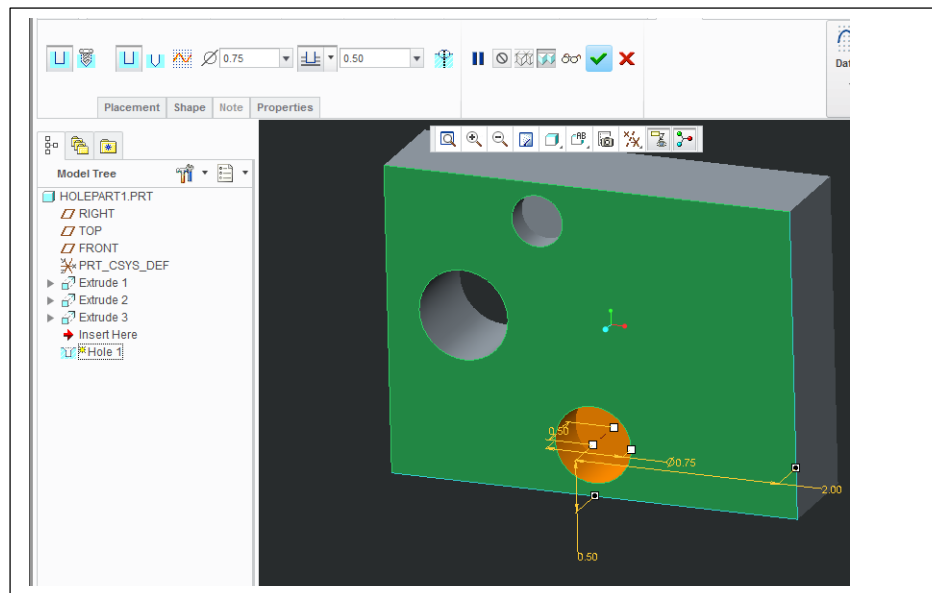 0.75 0.50
Dat
Placement Shape Note Properties
AB
Model Tree
HOLEPART1.PRT
RIGHT
TOP
FRONT
PRT_CSYS_DEF
Extrude 1
Extrude 2
Extrude 3
Insert Here
Hole 1
0.50
Ø0.75
2.00
0.50